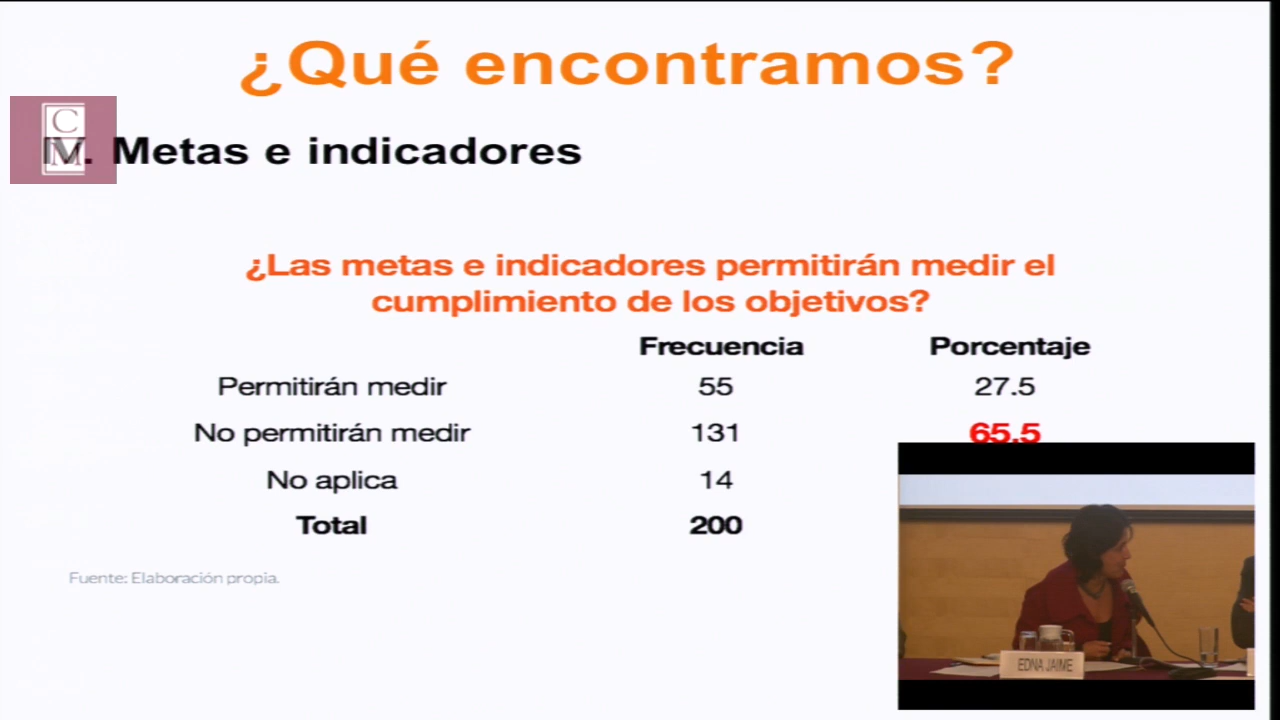 ¿Qué encontramos?
C
M
IV. Metas e indicadores
¿Las metas e indicadores permitirán medir el
cumplimiento de los objetivos?
Frecuencia Porcentaje
Permitirán medir 55 27.5
No permitirán medir 131 65.5
No aplica 14
Total 200
Fuente: Elaboración propia.
EDNA JAIME